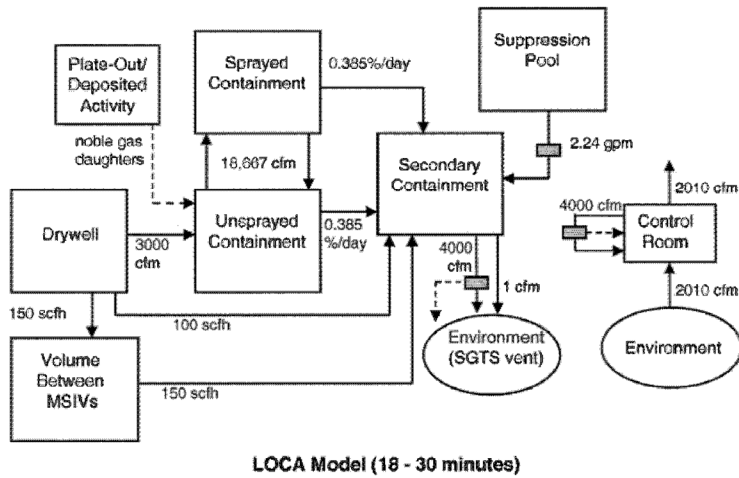 Plate-Out/
Deposited
Activity
noble gas
daughters
Sprayed
Containment
0.385%/day
18,667 cfm
Suppression
Pool
2.24 gpm
Secondary
Containment
Drywell
3000
cfm
Unsprayed
Containment
0.385
%/day
4000
cfm
1 cfm
2010 cfm
4000 cfm
Control
Room
2010 cfm
150 scfh
100 scfh
Volume
Between
MSIVs
150 scfh
Environment
(SGTS vent)
Environment
LOCA Model (18 - 30 minutes)